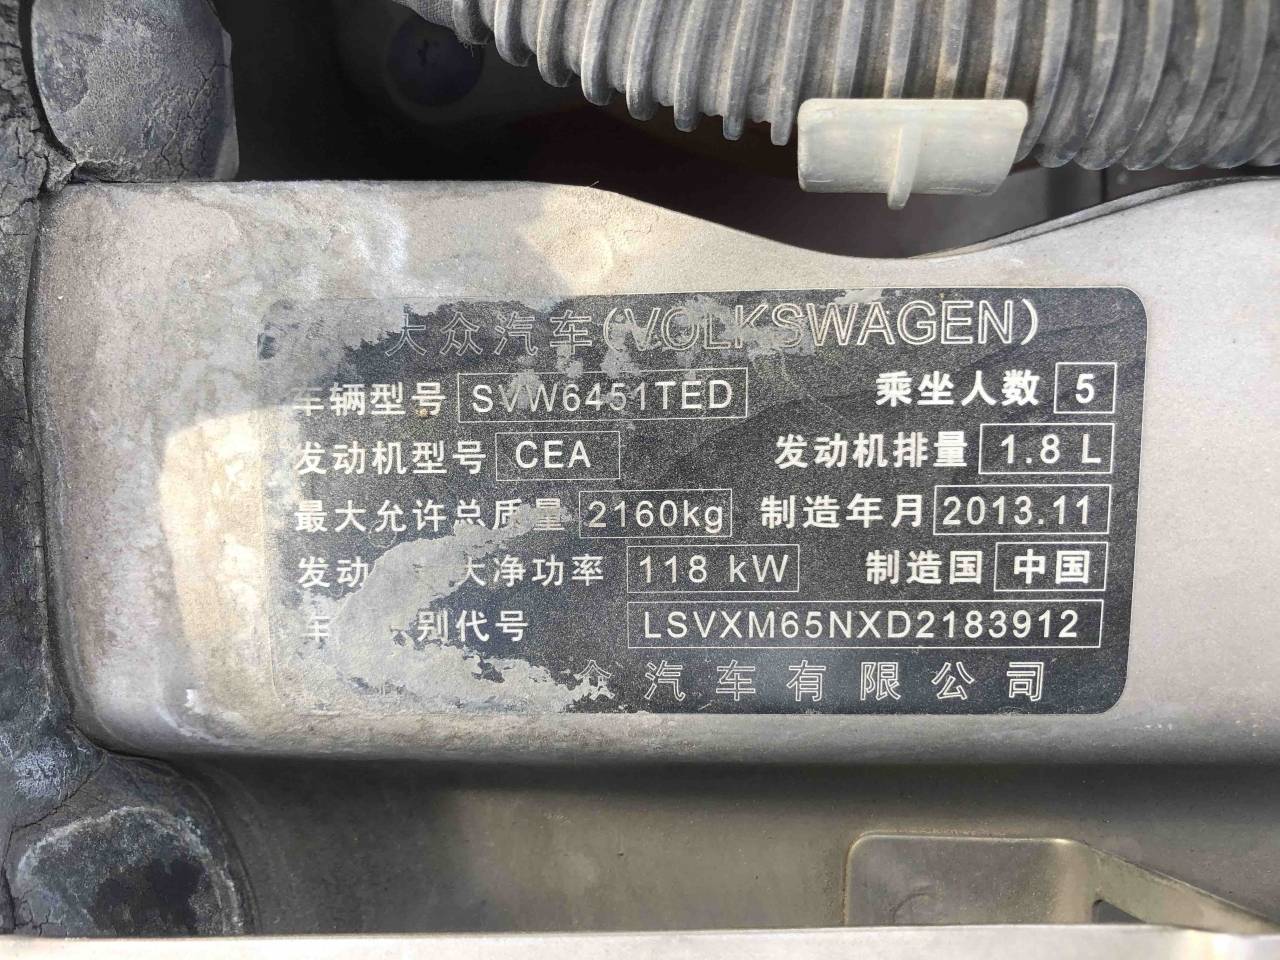 大众汽车(VOLKSWAGEN)
车辆型号 SVW6451TED 乘坐人数 5
发动机型号 CEA 发动机排量 1.8 L
最大允许总质量 2160kg 制造年月 2013.11
发动 大净功率 118 kW 制造国 中国
车 别代号 LSVXM65NXD2183912
众汽车有限公司